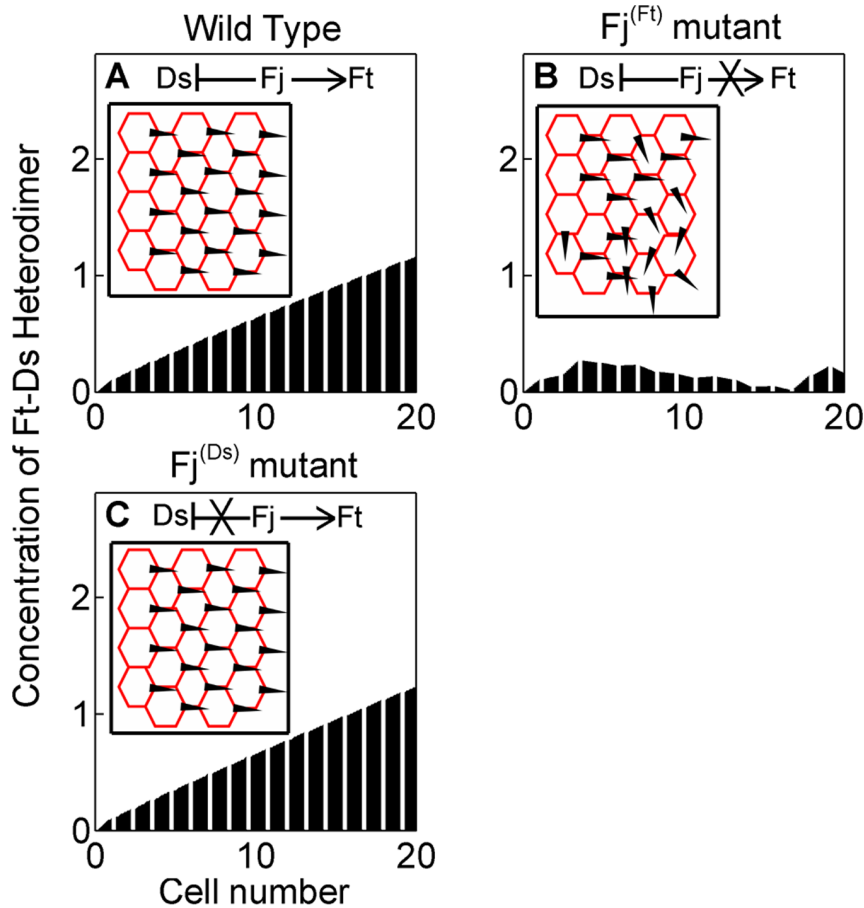 Wild Type
Fj(Ft) mutant
A Ds Fj Ft
B Ds Fj Ft
2
1
0
0 10 20
2
1
0
0 10 20
Concentration of Ft-Ds Heterodimer
Fj(Ds) mutant
C Ds Fj Ft
2
1
0
0 10 20
Cell number